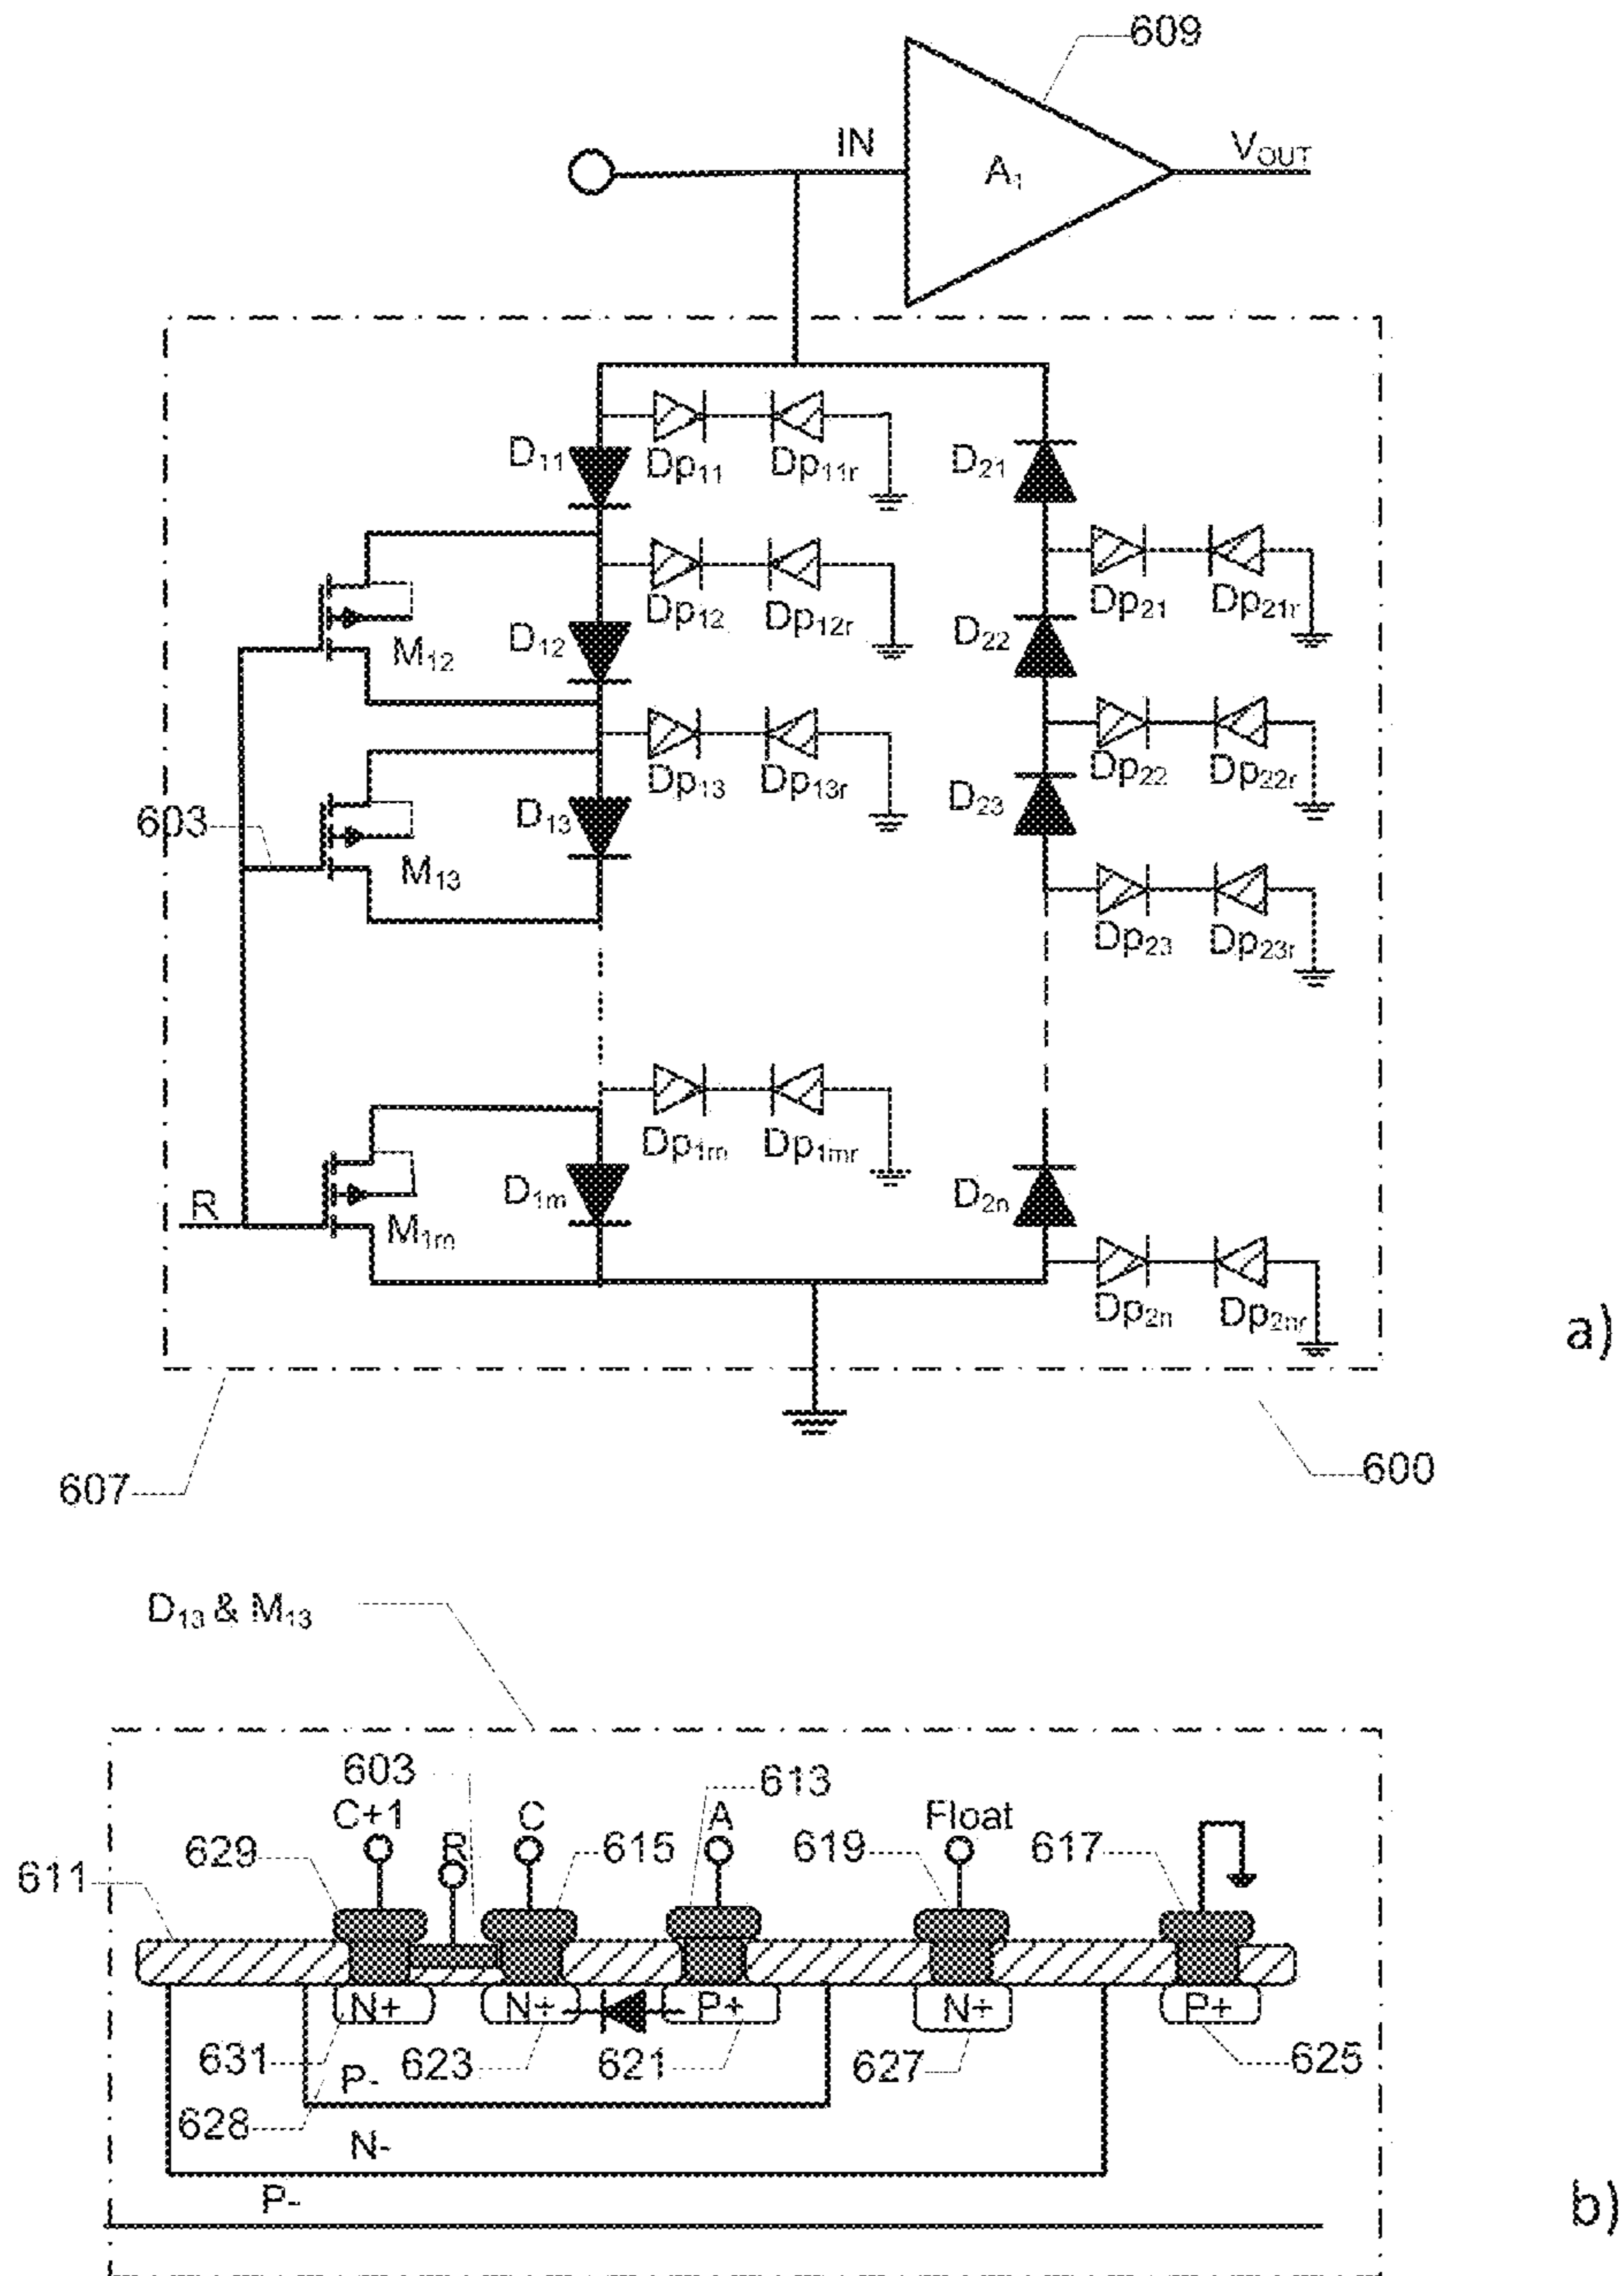 609
IN
A₁
V_OUT
D₁₁
Dp₁₁
Dp₁₁ᵣ
D₂₁
M₁₂
D₁₂
Dp₁₂
Dp₁₂ᵣ
D₂₂
Dp₂₁
Dp₂₁ᵣ
603
M₁₃
D₁₃
Dp₁₃
Dp₁₃ᵣ
D₂₃
Dp₂₂
Dp₂₂ᵣ
Dp₂₃
Dp₂₃ᵣ
R
M₁ₘ
D₁ₘ
Dp₁ₘ
Dp₁ₘᵣ
D₂ₙ
Dp₂ₙ
Dp₂ₙᵣ
a)
607
600
D₁₃ & M₁₃
603
613
C+1
R
C
A
Float
611
629
615
619
617
N+
N+
P+
N+
P+
631
623
621
627
625
P-
628
N-
P-
b)